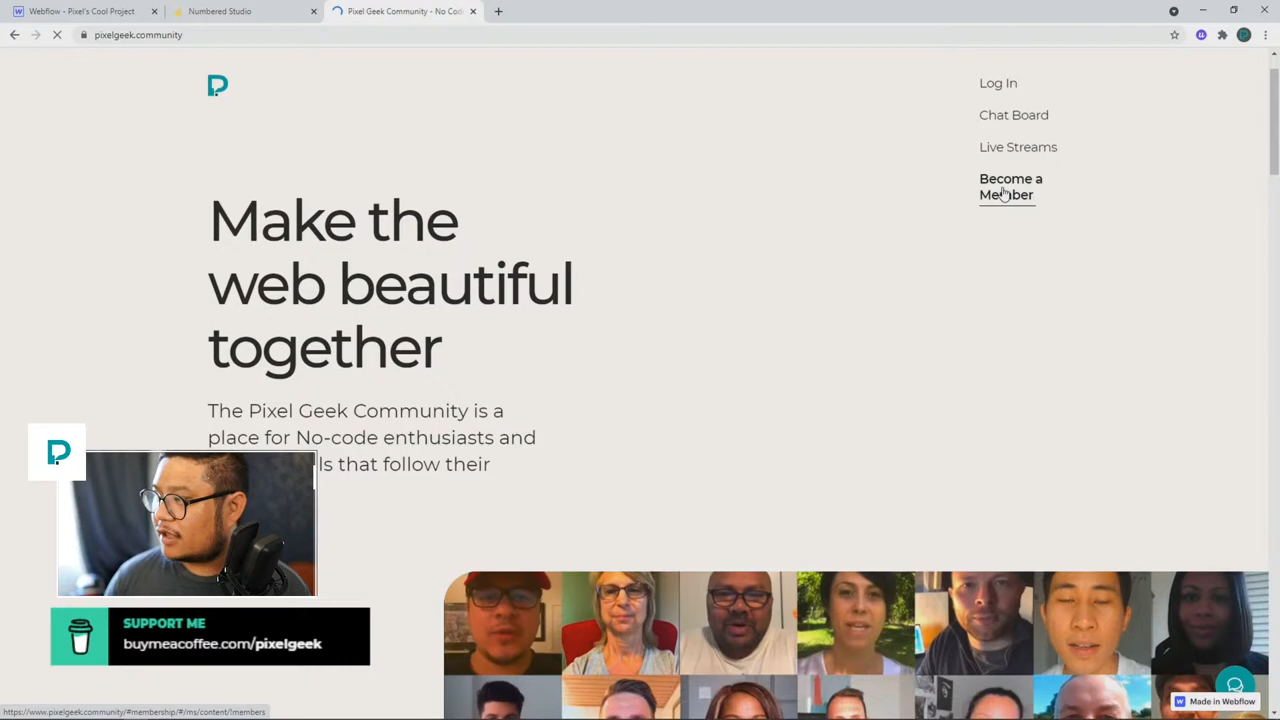 Webflow - Pixel's Cool Project
Numbered Studio
Pixel Geek Community - No Co
pixelgeek.community
Log In
Chat Board
Live Streams
Become a
Member
Make the
web beautiful
together
The Pixel Geek Community is a
place for No-code enthusiasts and
ls that follow their
SUPPORT ME
buymeacoffee.com/pixelgeek
Made in Webflow
https://www.pixelgeek.community/#membership/#/ms/content/!members